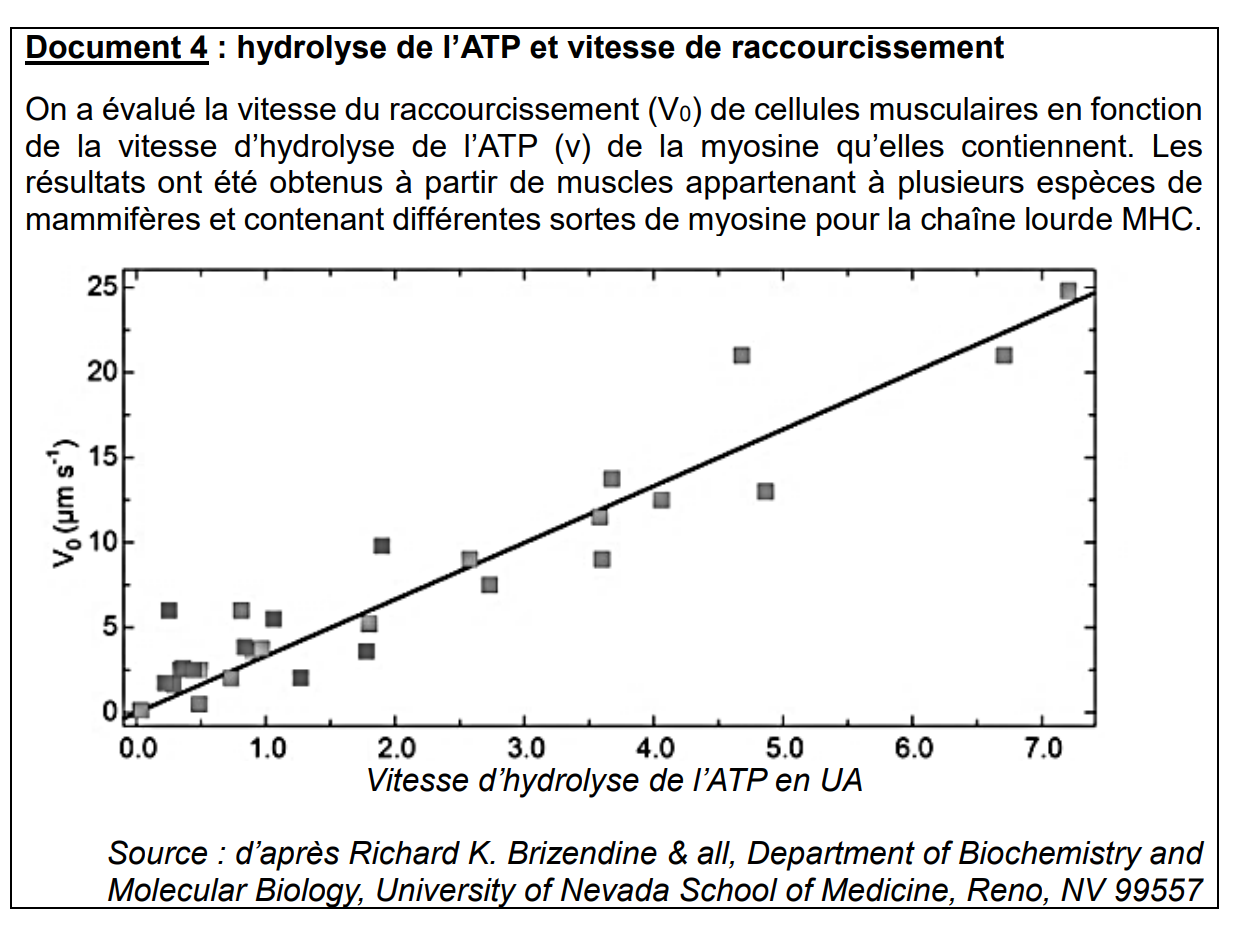 Document 4 : hydrolyse de l’ATP et vitesse de raccourcissement
On a évalué la vitesse du raccourcissement (V0) de cellules musculaires en fonction
de la vitesse d’hydrolyse de l’ATP (v) de la myosine qu’elles contiennent. Les
résultats ont été obtenus à partir de muscles appartenant à plusieurs espèces de
mammifères et contenant différentes sortes de myosine pour la chaîne lourde MHC.
25
20
15
10
5
0
V0 (µm s-1)
0.0 1.0 2.0 3.0 4.0 5.0 6.0 7.0
Vitesse d’hydrolyse de l’ATP en UA
Source : d’après Richard K. Brizendine & all, Department of Biochemistry and
Molecular Biology, University of Nevada School of Medicine, Reno, NV 99557